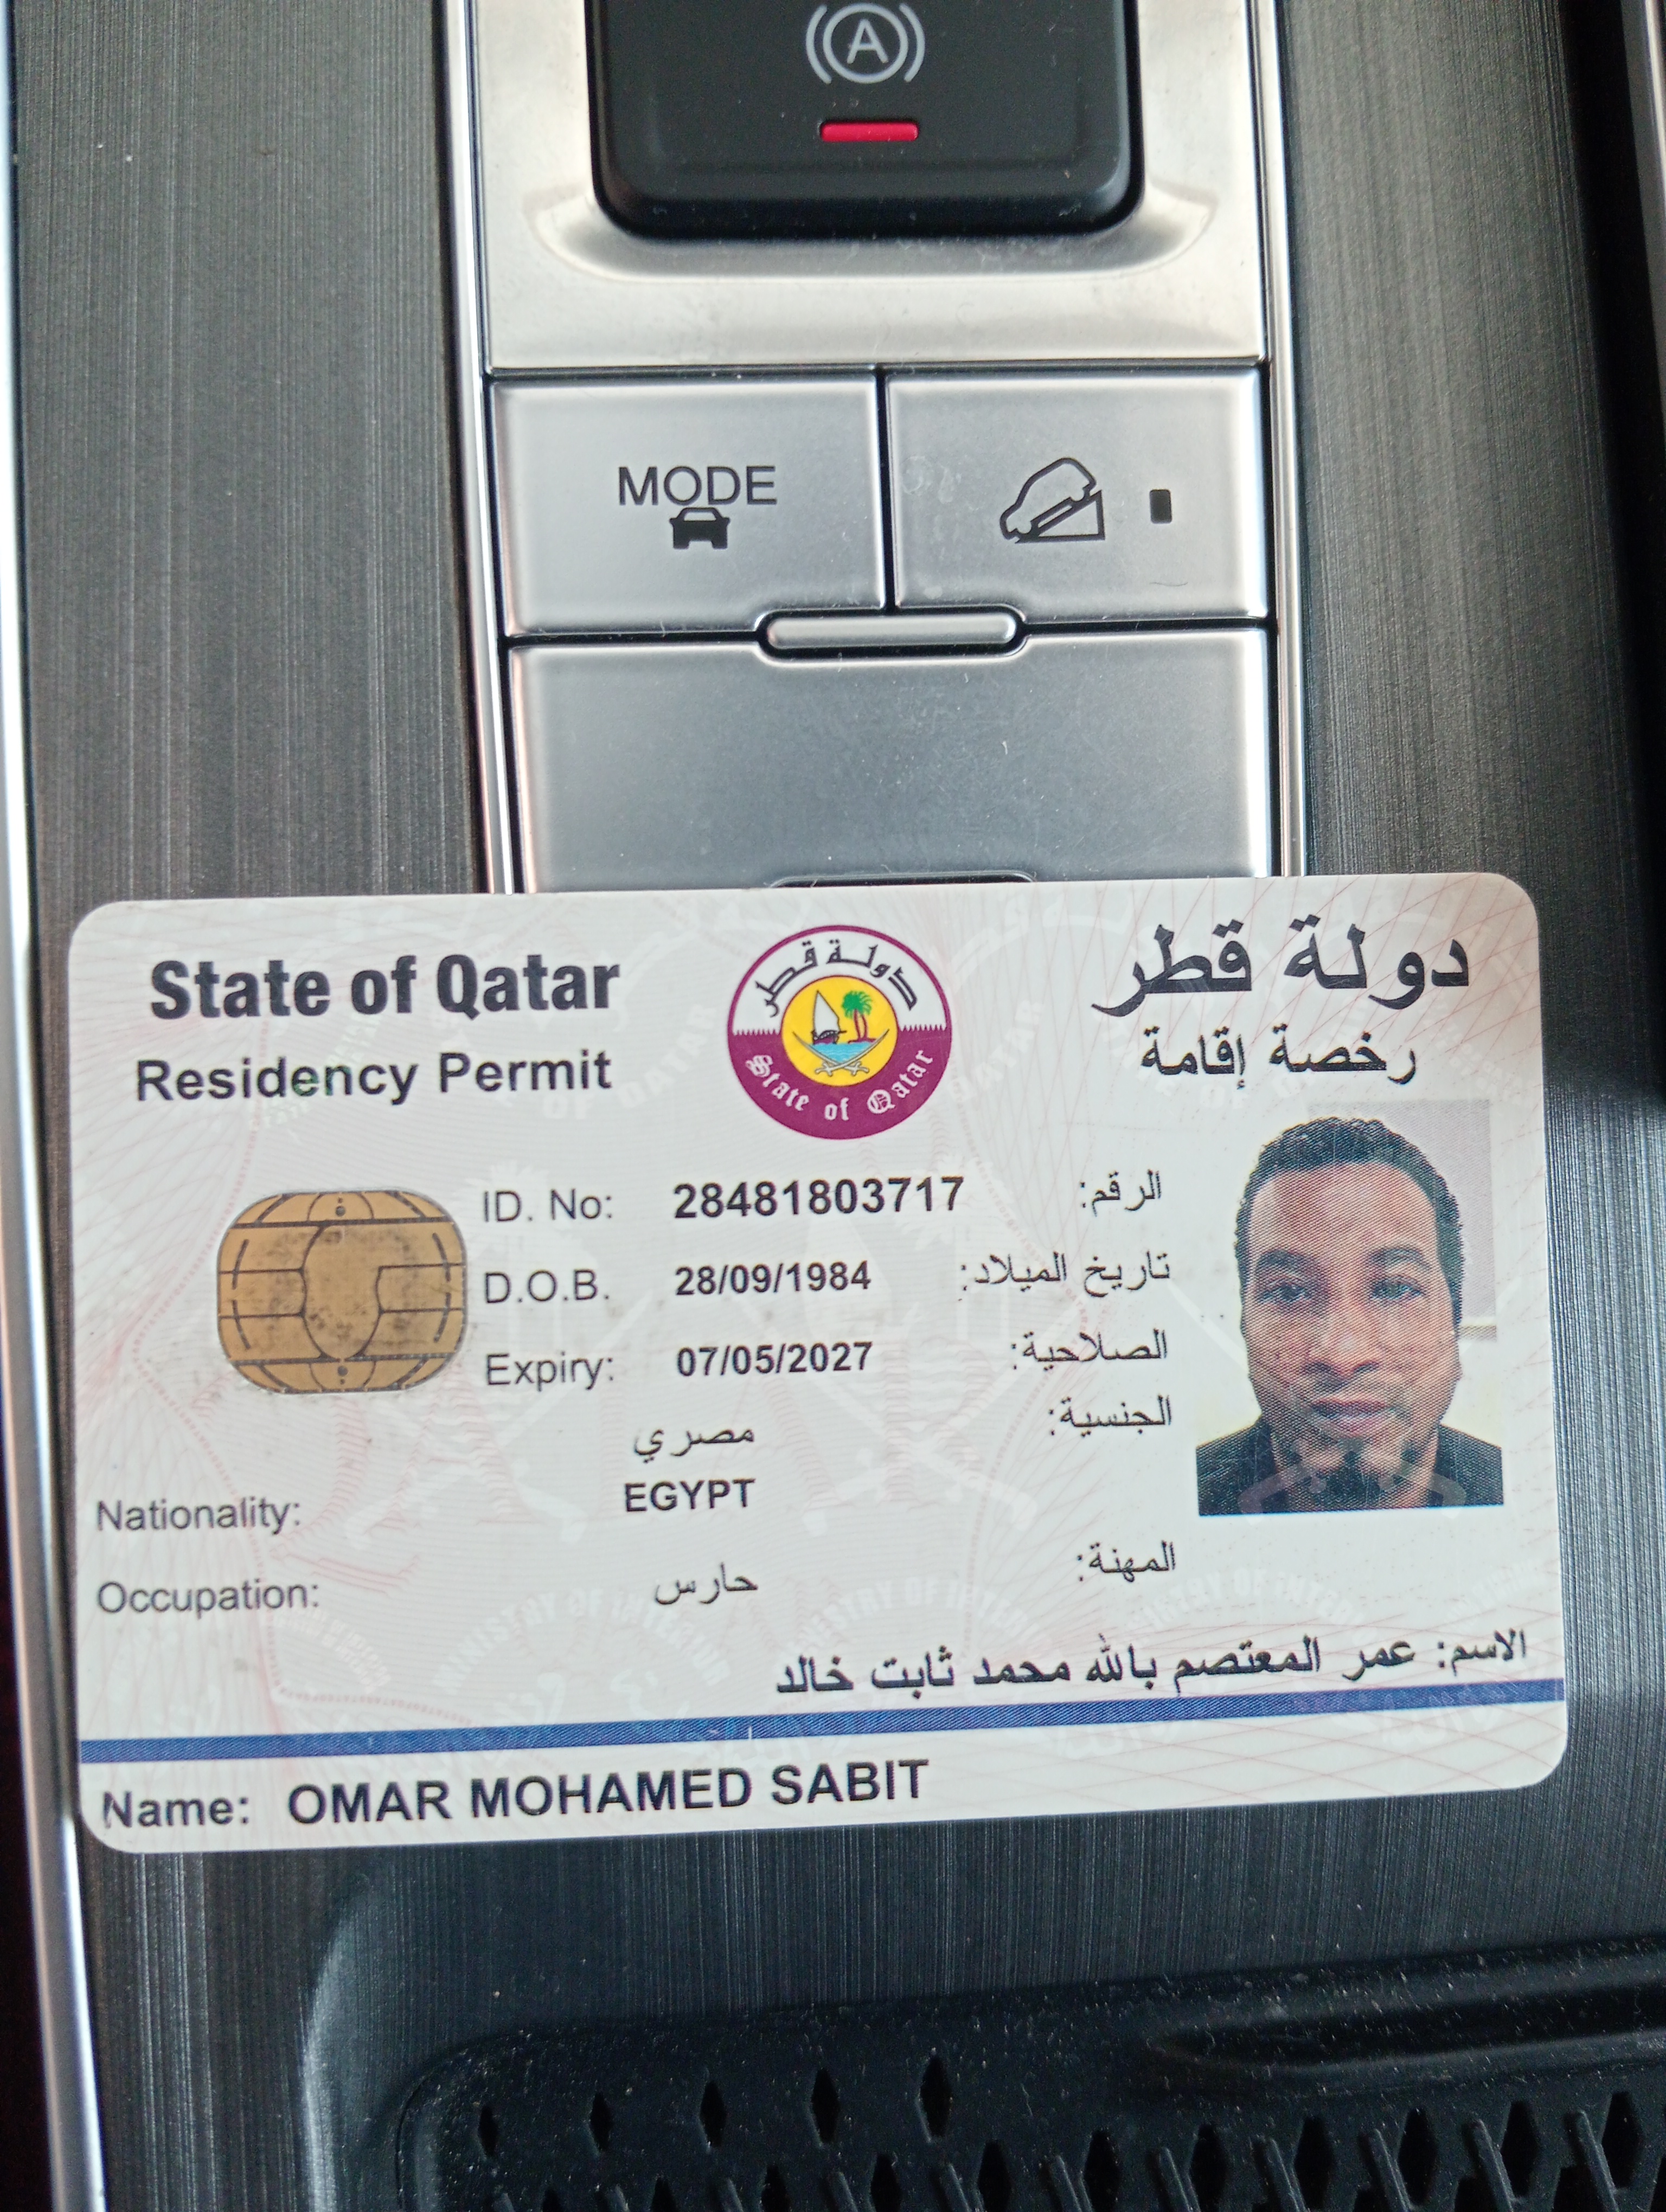 A
MODE
State of Qatar
دولة قطر
Residency Permit
رخصة إقامة
دولة قطر
State of Qatar
ID. No: 28481803717 الرقم:
D.O.B. 28/09/1984 تاريخ الميلاد:
Expiry: 07/05/2027 الصلاحية:
الجنسية: مصري
Nationality: EGYPT
Occupation: حارس المهنة:
الاسم: عمر المعتصم بالله محمد ثابت خالد
Name: OMAR MOHAMED SABIT